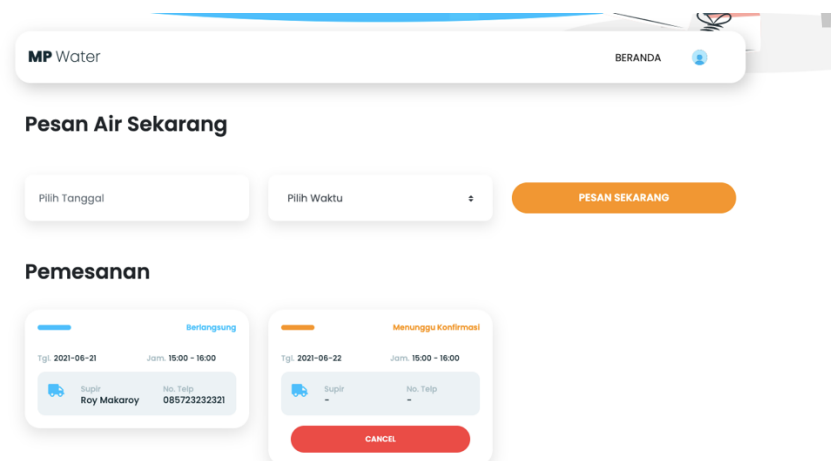 MP Water
BERANDA
Pesan Air Sekarang
Pilih Tanggal
Pilih Waktu
PESAN SEKARANG
Pemesanan
Berlangsung
Tgl. 2021-06-21 Jam. 15:00 - 16:00
Supir No. Telp
Roy Makaroy 085723232321
Menunggu Konfirmasi
Tgl. 2021-06-22 Jam. 15:00 - 16:00
Supir No. Telp
- -
CANCEL